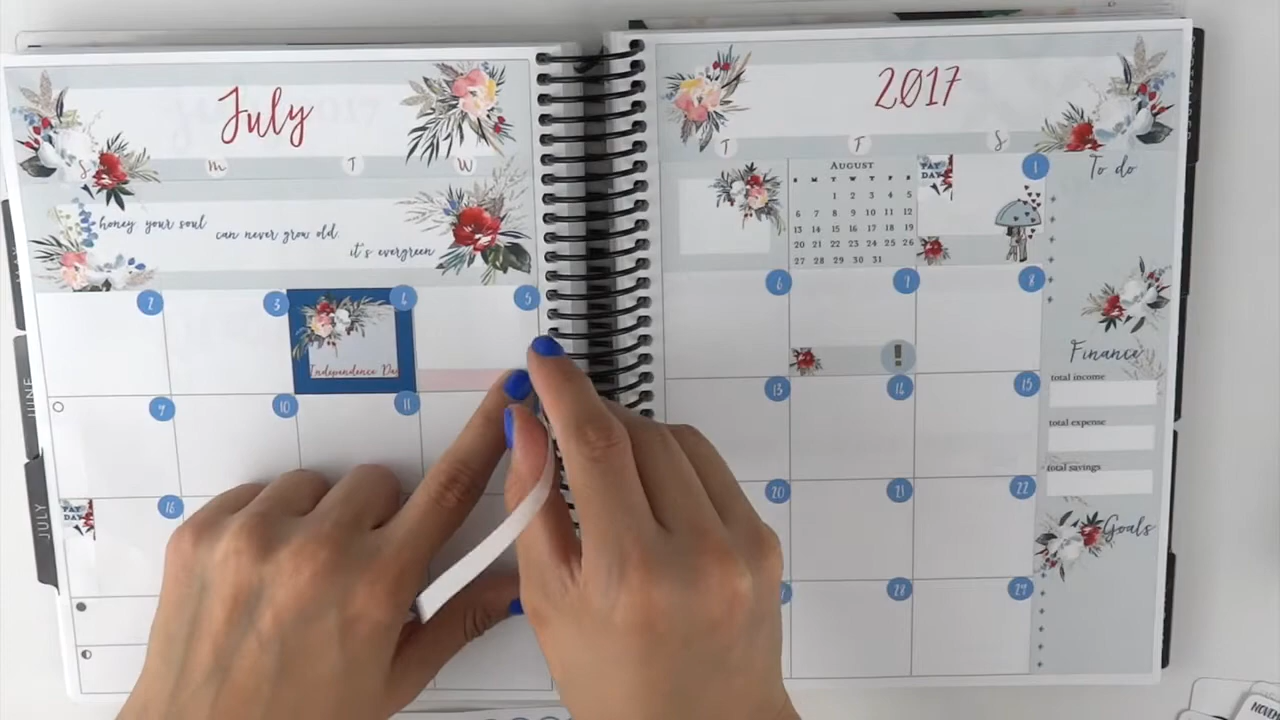 July
2017
S M T W
T F S
honey your soul
can never grow old.
it's evergreen
AUGUST
S M T W T F S
1 2 3 4 5
6 7 8 9 10 11 12
13 14 15 16 17 18 19
20 21 22 23 24 25 26
27 28 29 30 31
PAY
DAY
1
To do
2 3 4 5
6 7 8
Independence Da
!
Finance
total income
total expense
total savings
9 10 11
13 14 15
16
PAY
DAY
20 21 22
Goals
28 29
JUNE
JULY